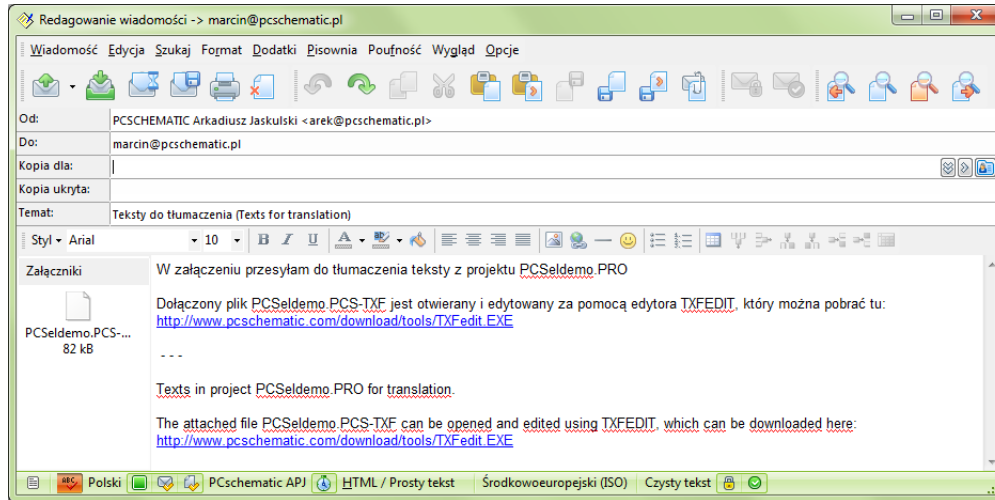 Redagowanie wiadomości -> marcin@pcschematic.pl
Wiadomość Edycja Szukaj Format Dodatki Pisownia Poufność Wygląd Opcje
Od: PCSCHEMATIC Arkadiusz Jaskulski <arek@pcschematic.pl>
Do: marcin@pcschematic.pl
Kopia dla:
Kopia ukryta:
Temat: Teksty do tłumaczenia (Texts for translation)
Styl Arial 10 B I U A
Załączniki
PCSeldemo.PCS-...
82 kB
W załączeniu przesyłam do tłumaczenia teksty z projektu PCSeldemo.PRO
Dołączony plik PCSeldemo.PCS-TXF jest otwierany i edytowany za pomocą edytora TXFEDIT, który można pobrać tu:
http://www.pcschematic.com/download/tools/TXFedit.EXE
- - -
Texts in project PCSeldemo.PRO for translation.
The attached file PCSeldemo.PCS-TXF can be opened and edited using TXFEDIT, which can be downloaded here:
http://www.pcschematic.com/download/tools/TXFedit.EXE
ABC Polski PCschematic APJ HTML / Prosty tekst Środkowoeuropejski (ISO) Czysty tekst